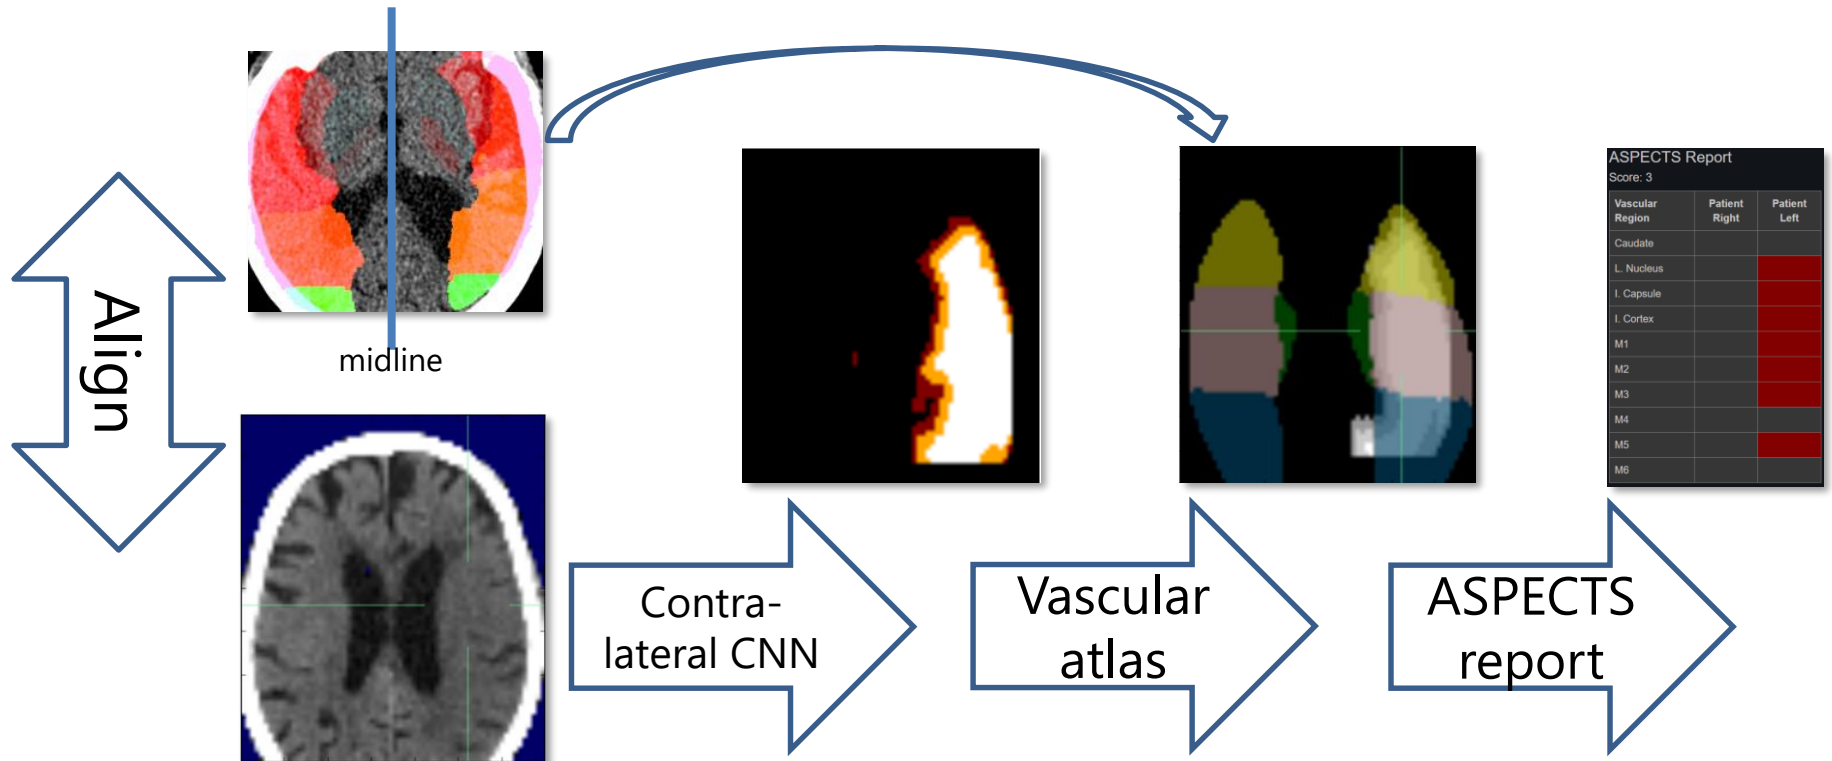 Align
midline
Contra-
lateral CNN
Vascular
atlas
ASPECTS
report
ASPECTS Report
Score: 3
Vascular Region Patient Right Patient Left
Caudate
L. Nucleus
I. Capsule
I. Cortex
M1
M2
M3
M4
M5
M6